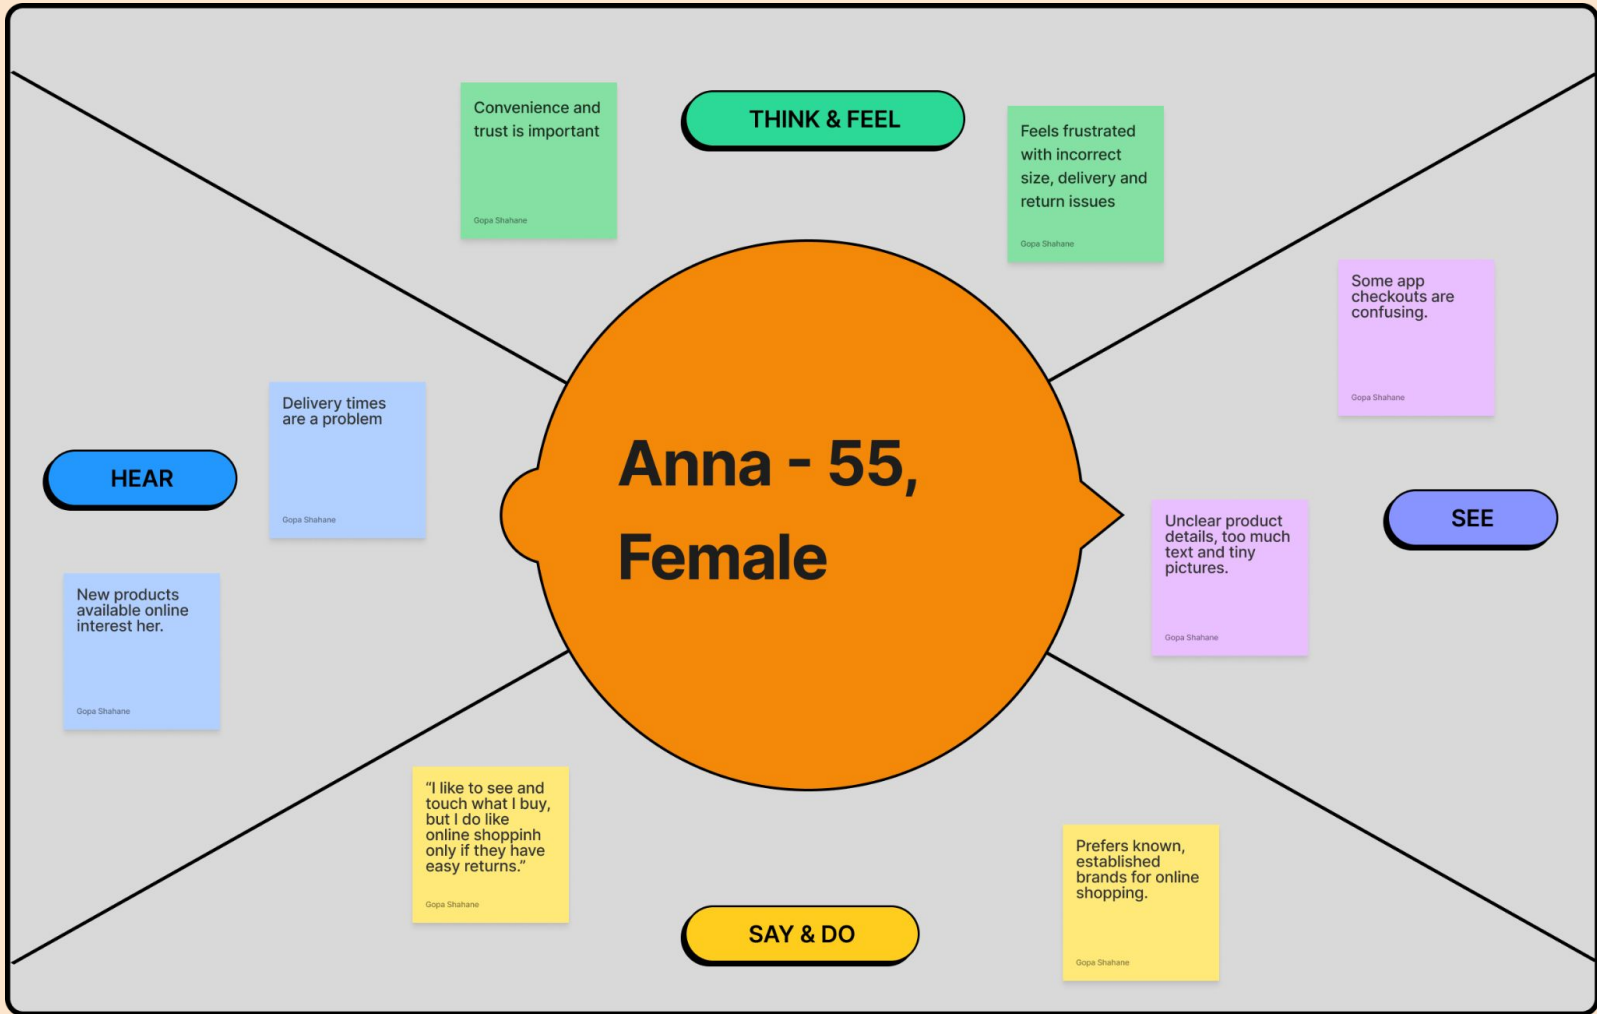 THINK & FEEL
Convenience and
trust is important
Gopa Shahane
Feels frustrated
with incorrect
size, delivery and
return issues
Gopa Shahane
Some app
checkouts are
confusing.
Gopa Shahane
HEAR
Delivery times
are a problem
Gopa Shahane
New products
available online
interest her.
Gopa Shahane
Anna - 55,
Female
SEE
Unclear product
details, too much
text and tiny
pictures.
Gopa Shahane
“I like to see and
touch what I buy,
but I do like
online shoppinh
only if they have
easy returns.”
Gopa Shahane
SAY & DO
Prefers known,
established
brands for online
shopping.
Gopa Shahane